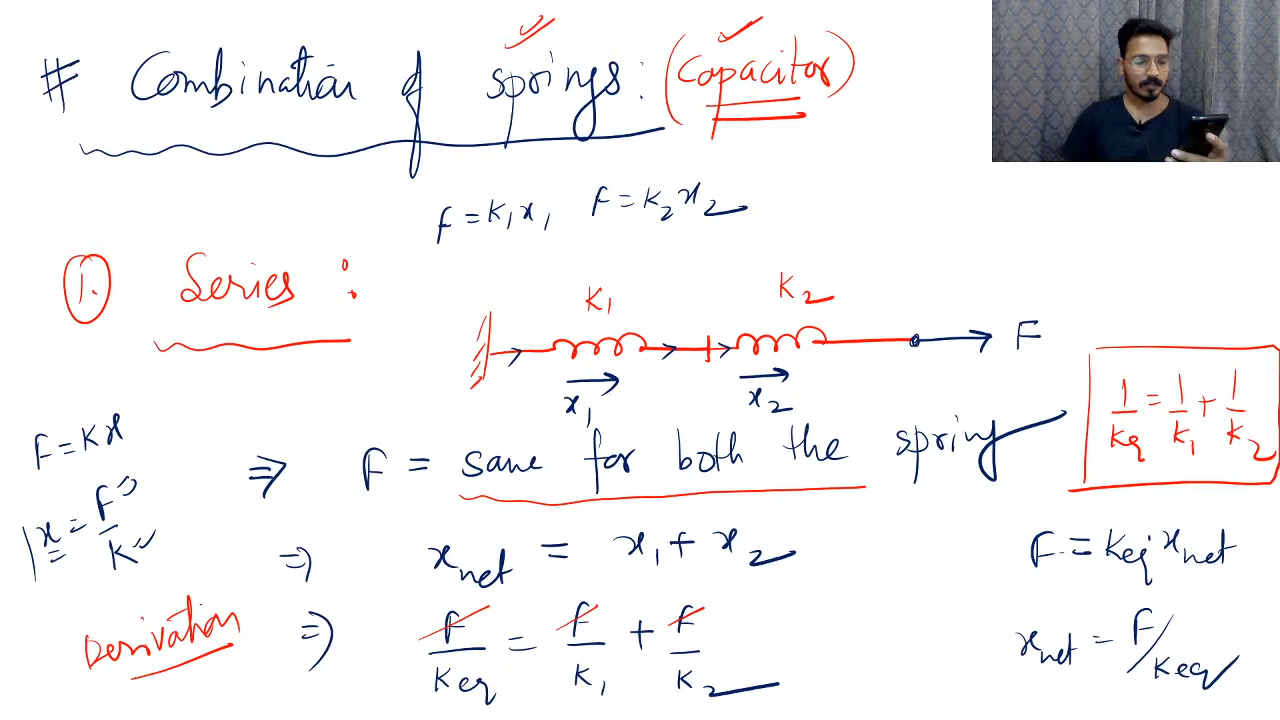 # Combination of springs: (Capacitor)
F = K₁x₁ F = K₂x₂
1. Series:
K₁ K₂
F
x₁ x₂
F = Kx
⇒ F = same for both the spring
1/Keq = 1/K₁ + 1/K₂
x = F/K
⇒ xnet = x₁ + x₂
F = Keq xnet
Derivation ⇒ F/Keq = F/K₁ + F/K₂
xnet = F/Keq